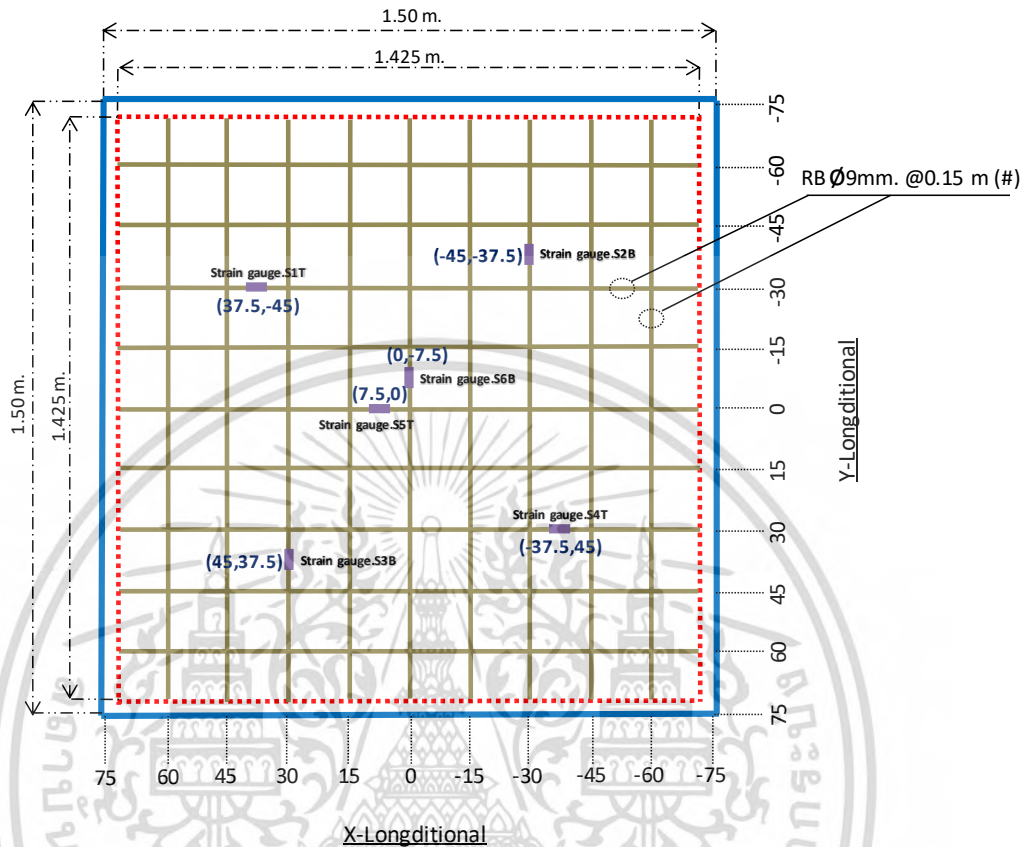 1.50 m.
1.425 m.
1.50 m.
1.425 m.
-75
-60
-45
-30
-15
0
15
30
45
60
75
Y-Longditional
RB Ø9mm. @0.15 m (#)
(-45,-37.5)
Strain gauge.S2B
Strain gauge.S1T
(37.5,-45)
(0,-7.5)
Strain gauge.S6B
(7.5,0)
Strain gauge.S5T
Strain gauge.S4T
(-37.5,45)
(45,37.5)
Strain gauge.S3B
75 60 45 30 15 0 -15 -30 -45 -60 -75
X-Longditional